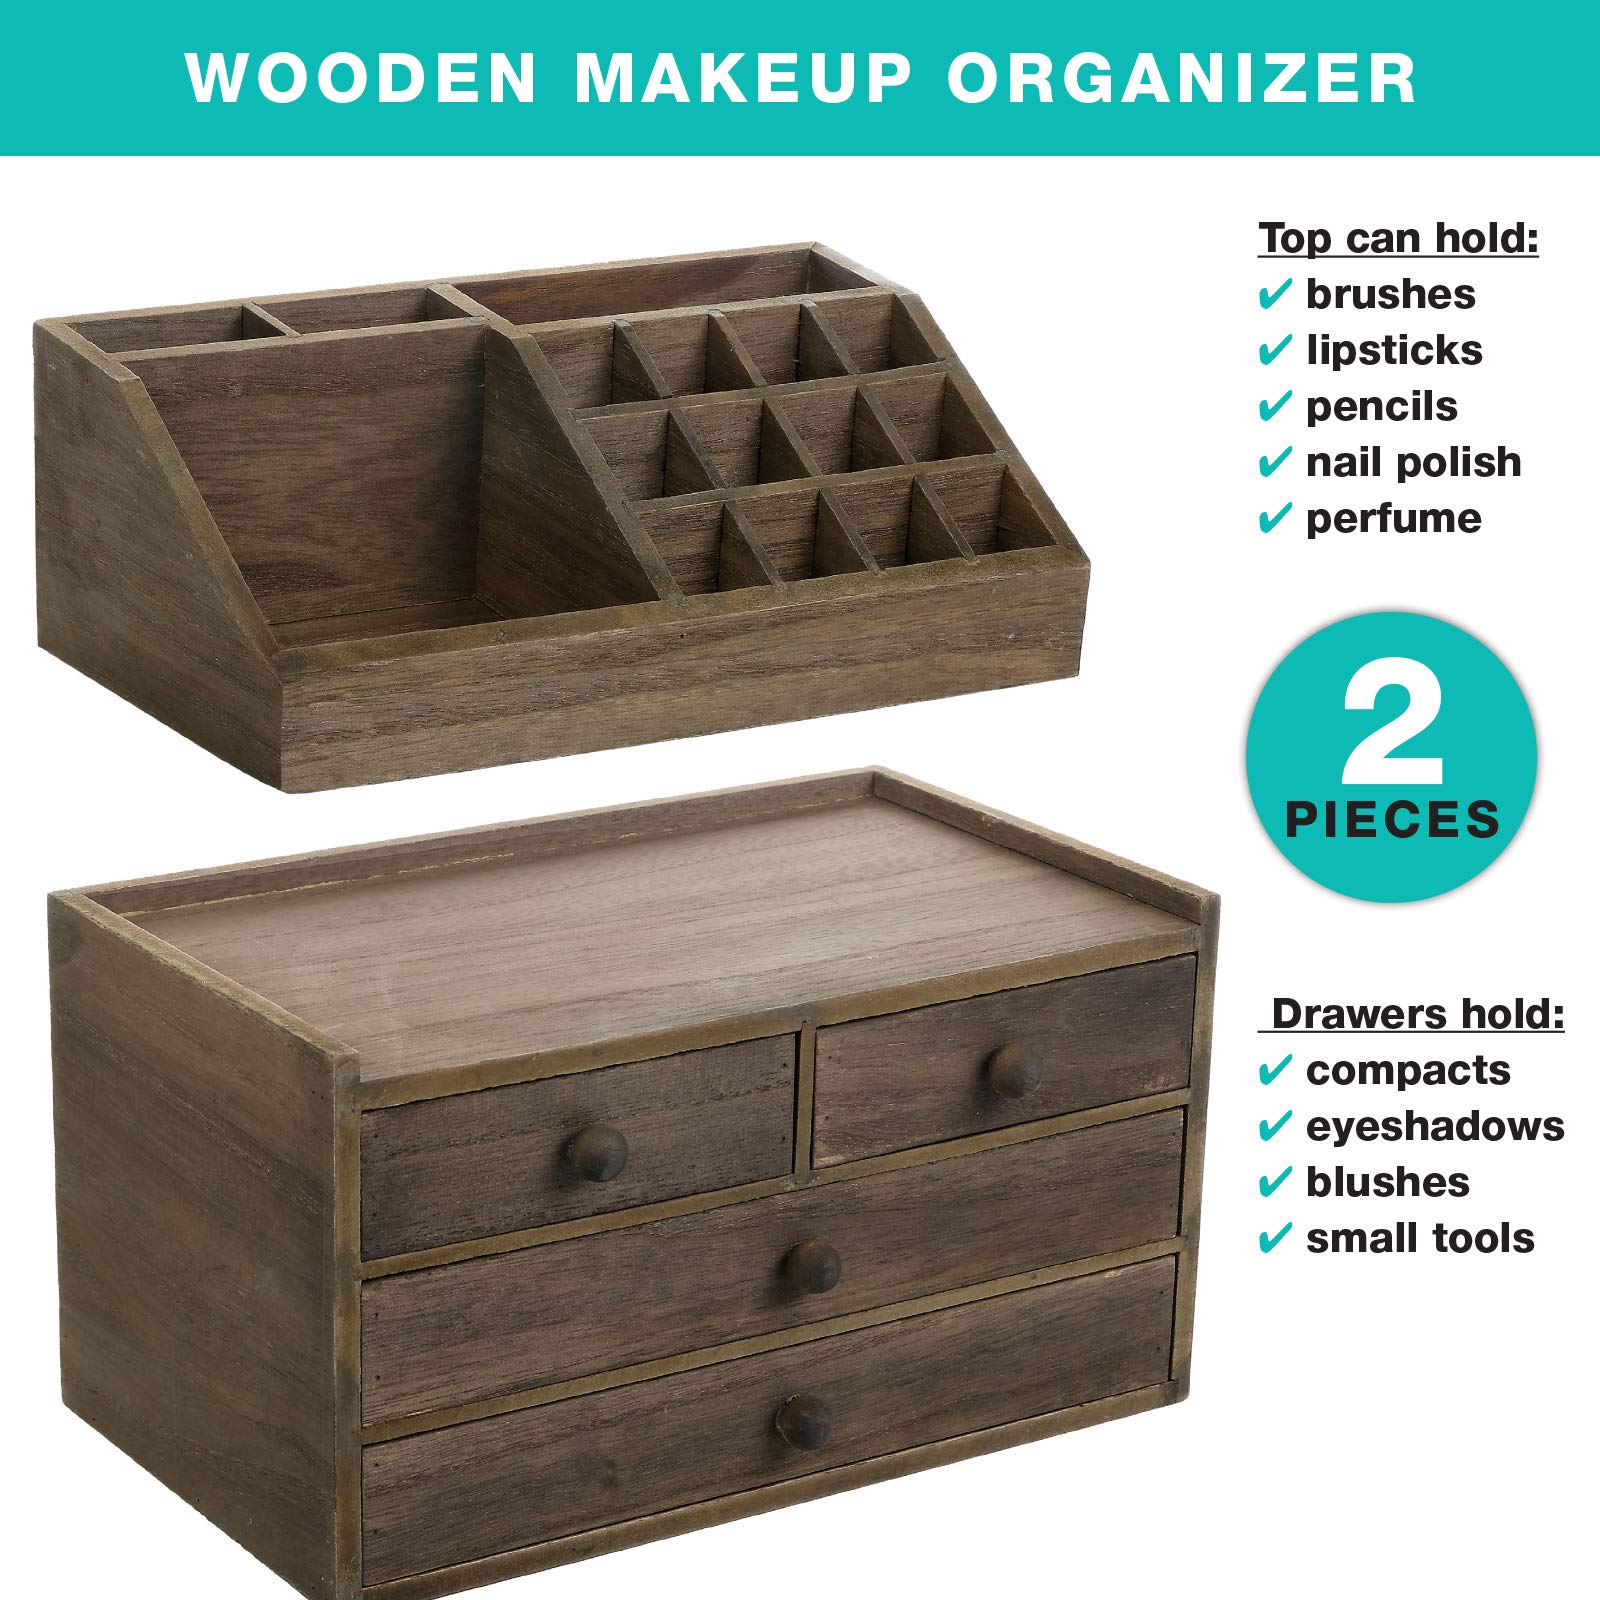 WOODEN MAKEUP ORGANIZER
Top can hold:
✔ brushes
✔ lipsticks
✔ pencils
✔ nail polish
✔ perfume
2
PIECES
Drawers hold:
✔ compacts
✔ eyeshadows
✔ blushes
✔ small tools